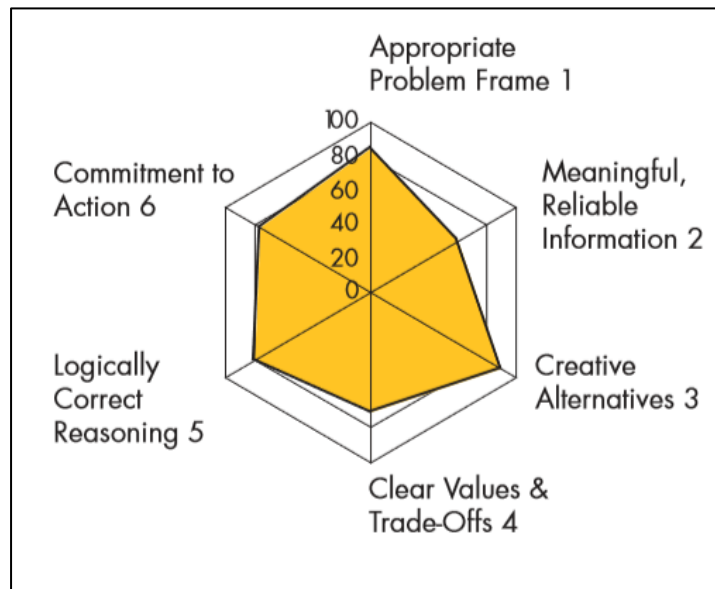 Appropriate
Problem Frame 1
100
80
60
40
20
0
Meaningful,
Reliable
Information 2
Creative
Alternatives 3
Clear Values &
Trade-Offs 4
Logically
Correct
Reasoning 5
Commitment to
Action 6